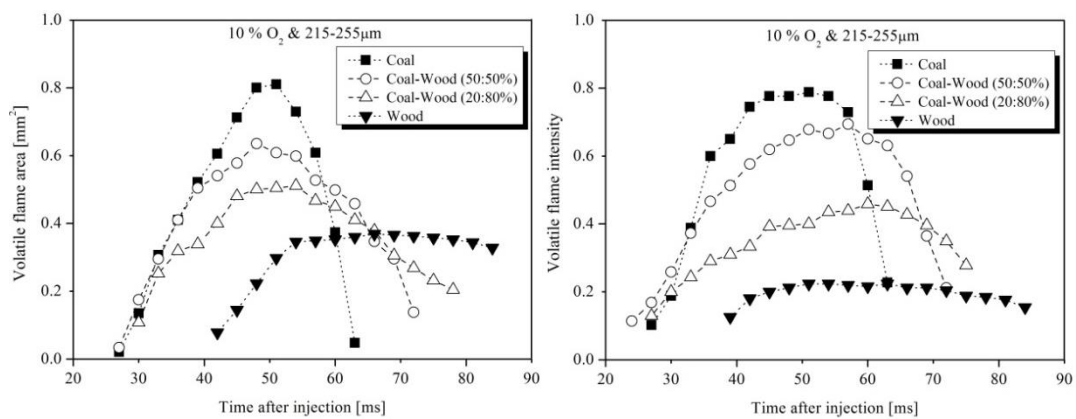 10 % O2 & 215-255μm
Coal
Coal-Wood (50:50%)
Coal-Wood (20:80%)
Wood
Volatile flame area [mm²]
1.0
0.8
0.6
0.4
0.2
0.0
20 30 40 50 60 70 80 90
Time after injection [ms]
10 % O2 & 215-255μm
Coal
Coal-Wood (50:50%)
Coal-Wood (20:80%)
Wood
Volatile flame intensity
1.0
0.8
0.6
0.4
0.2
0.0
20 30 40 50 60 70 80 90
Time after injection [ms]